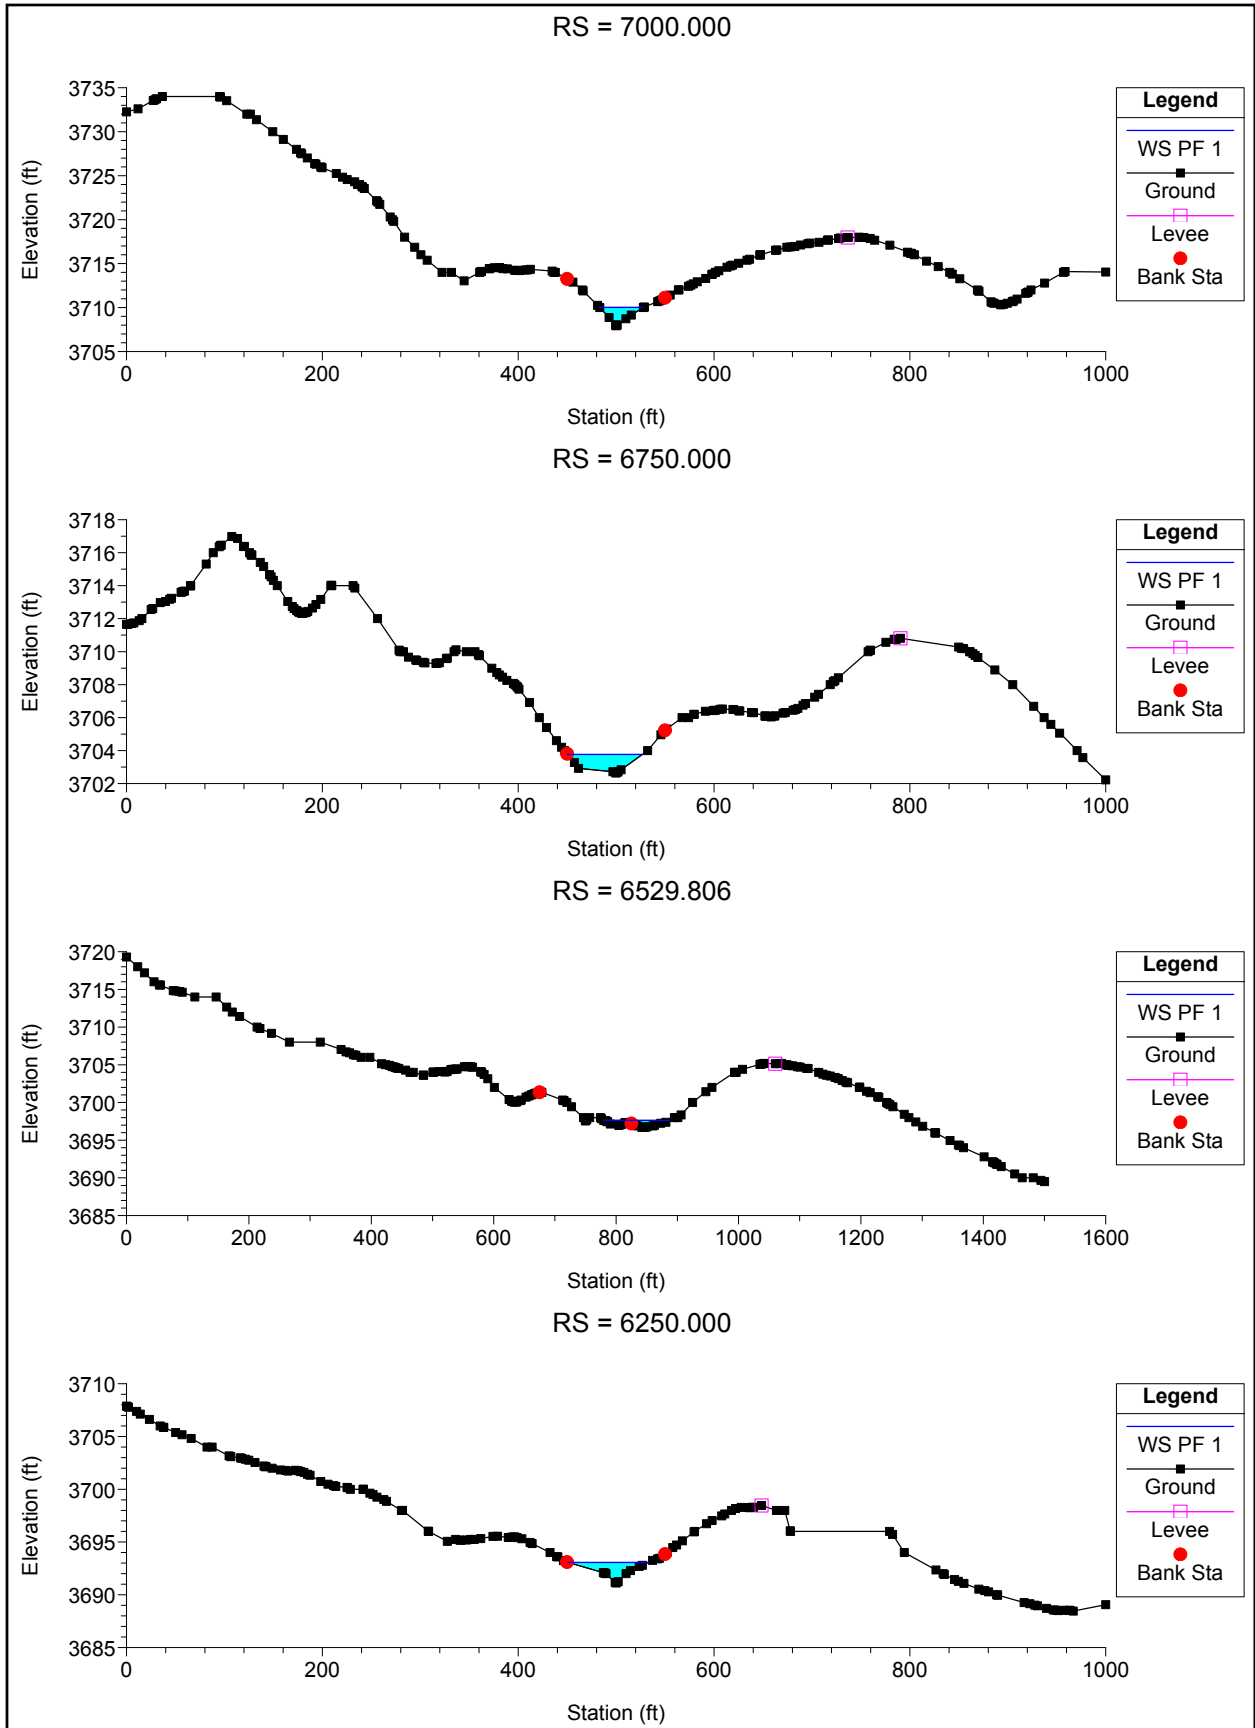 RS = 7000.000
3735
3730
3725
3720
3715
3710
3705
Elevation (ft)
0 200 400 600 800 1000
Station (ft)
Legend
WS PF 1
Ground
Levee
Bank Sta
RS = 6750.000
3718
3716
3714
3712
3710
3708
3706
3704
3702
Elevation (ft)
0 200 400 600 800 1000
Station (ft)
Legend
WS PF 1
Ground
Levee
Bank Sta
RS = 6529.806
3720
3715
3710
3705
3700
3695
3690
3685
Elevation (ft)
0 200 400 600 800 1000 1200 1400 1600
Station (ft)
Legend
WS PF 1
Ground
Levee
Bank Sta
RS = 6250.000
3710
3705
3700
3695
3690
3685
Elevation (ft)
0 200 400 600 800 1000
Station (ft)
Legend
WS PF 1
Ground
Levee
Bank Sta